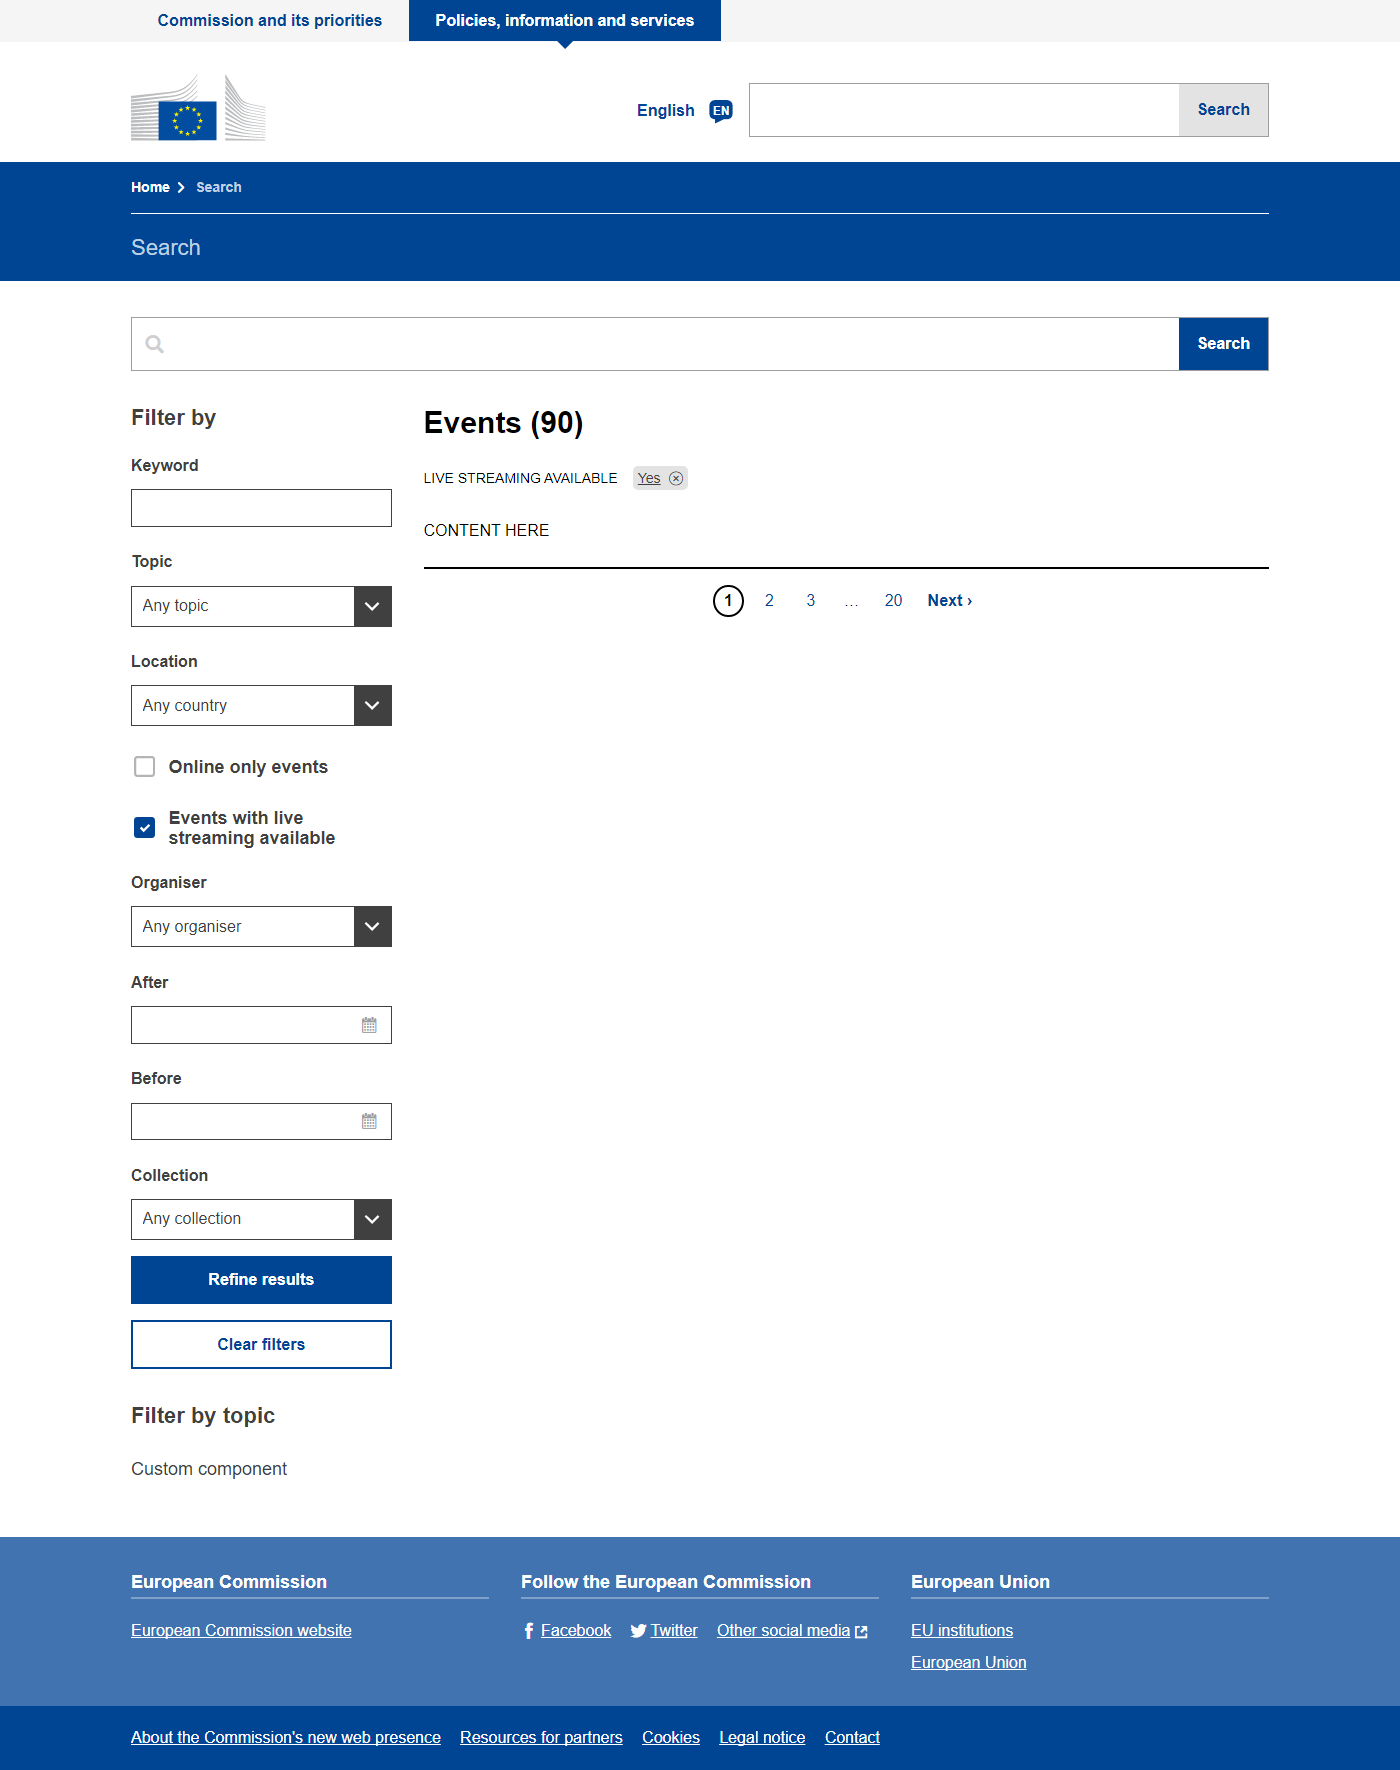 Commission and its priorities
Policies, information and services
English EN
Search
Home Search
Search
Search
Filter by
Keyword
Topic
Any topic
Location
Any country
Online only events
Events with live
streaming available
Organiser
Any organiser
After
Before
Collection
Any collection
Refine results
Clear filters
Filter by topic
Custom component
Events (90)
LIVE STREAMING AVAILABLE Yes
CONTENT HERE
1 2 3 ... 20 Next ›
European Commission
European Commission website
Follow the European Commission
Facebook Twitter Other social media
European Union
EU institutions
European Union
About the Commission's new web presence Resources for partners Cookies Legal notice Contact